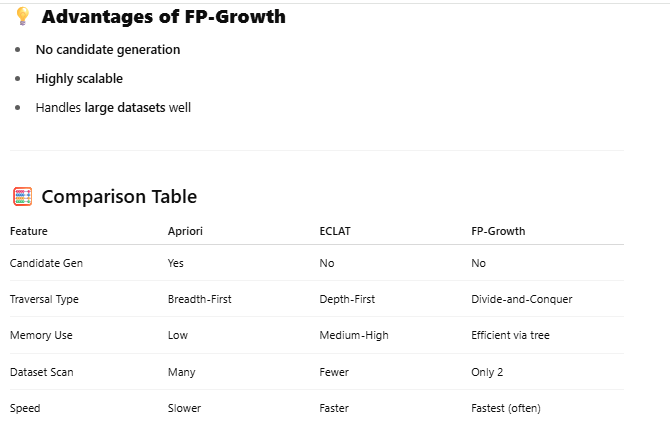 Advantages of FP-Growth
No candidate generation
Highly scalable
Handles large datasets well
Comparison Table
Feature Apriori ECLAT FP-Growth
Candidate Gen Yes No No
Traversal Type Breadth-First Depth-First Divide-and-Conquer
Memory Use Low Medium-High Efficient via tree
Dataset Scan Many Fewer Only 2
Speed Slower Faster Fastest (often)